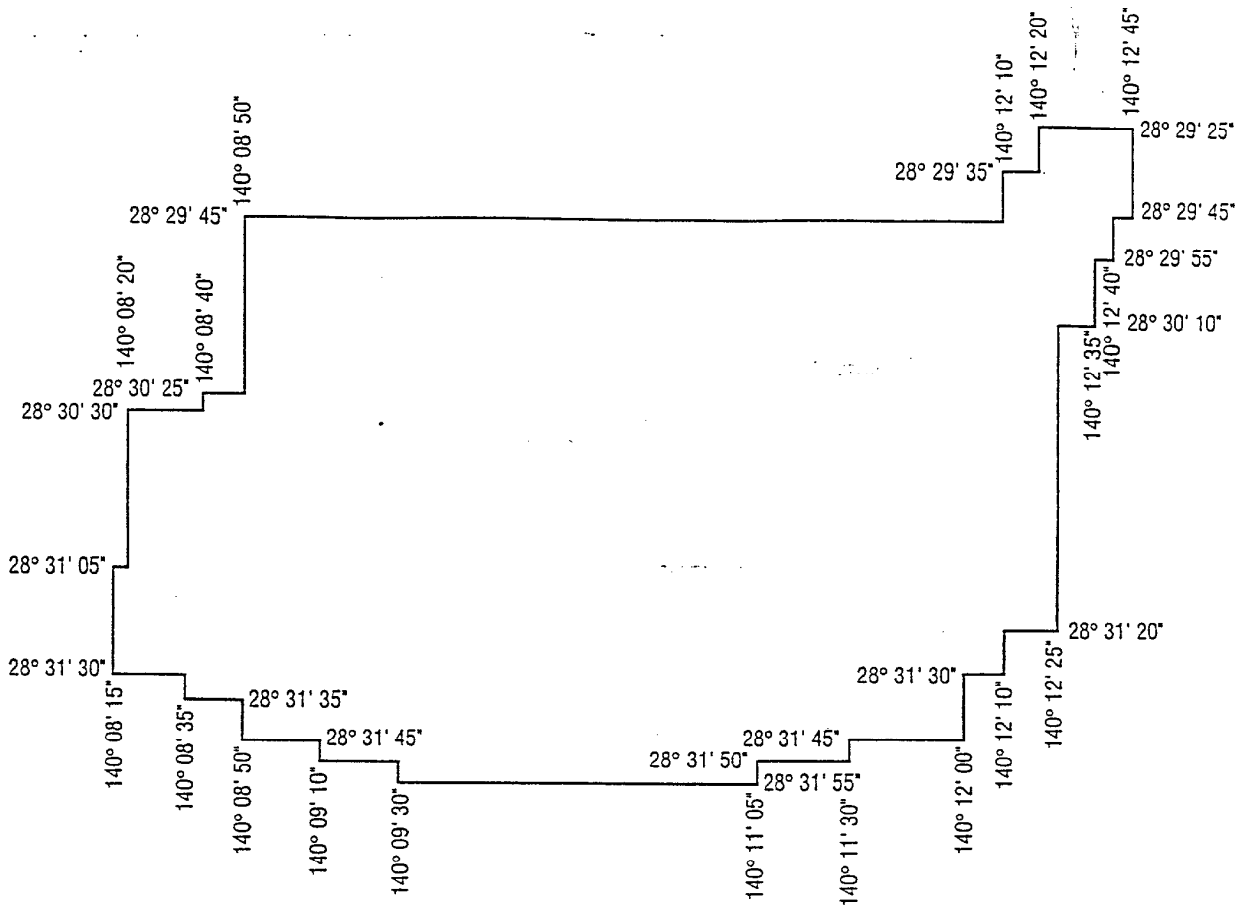 140° 08' 50"
140° 12' 10"
140° 12' 20"
140° 12' 45"
28° 29' 25"
28° 29' 35"
28° 29' 45"
28° 29' 45"
28° 29' 55"
140° 08' 20"
140° 08' 40"
140° 12' 40"
28° 30' 10"
140° 12' 35"
28° 30' 25"
28° 30' 30"
28° 31' 05"
28° 31' 20"
28° 31' 30"
28° 31' 30"
28° 31' 35"
140° 08' 15"
140° 08' 35"
140° 12' 10"
140° 12' 25"
28° 31' 45"
28° 31' 45"
28° 31' 50"
28° 31' 55"
140° 08' 50"
140° 09' 10"
140° 09' 30"
140° 11' 05"
140° 11' 30"
140° 12' 00"